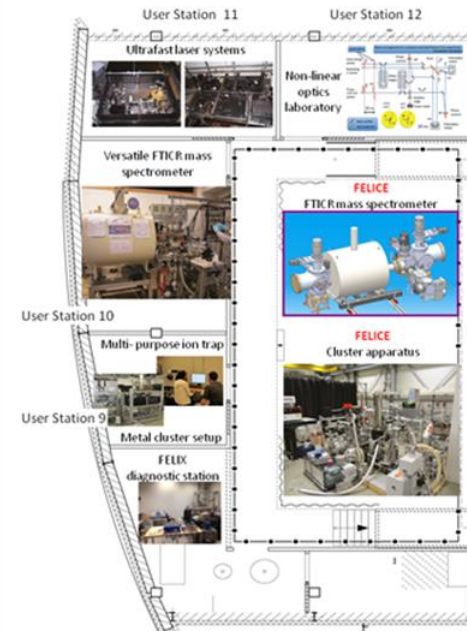 User Station 11
User Station 12
Ultrafast laser systems
Non-linear
optics
laboratory
Versatile FTICR mass
spectrometer
FELICE
FTICR mass spectrometer
User Station 10
Multi- purpose ion trap
FELICE
Cluster apparatus
User Station 9
Metal cluster setup
FELIX
diagnostic station